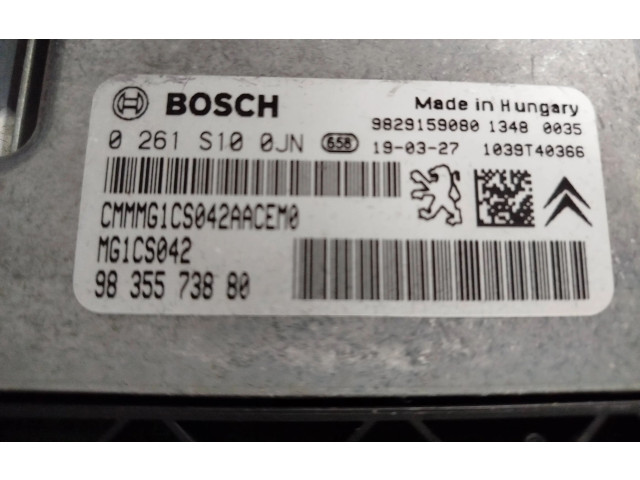 BOSCH
Made in Hungary
9829159080 1348 0035
0 261 S10 0JN 658 19-03-27 1039T40366
CMMMG1CS042AACEM0
MG1CS042
98 355 738 80